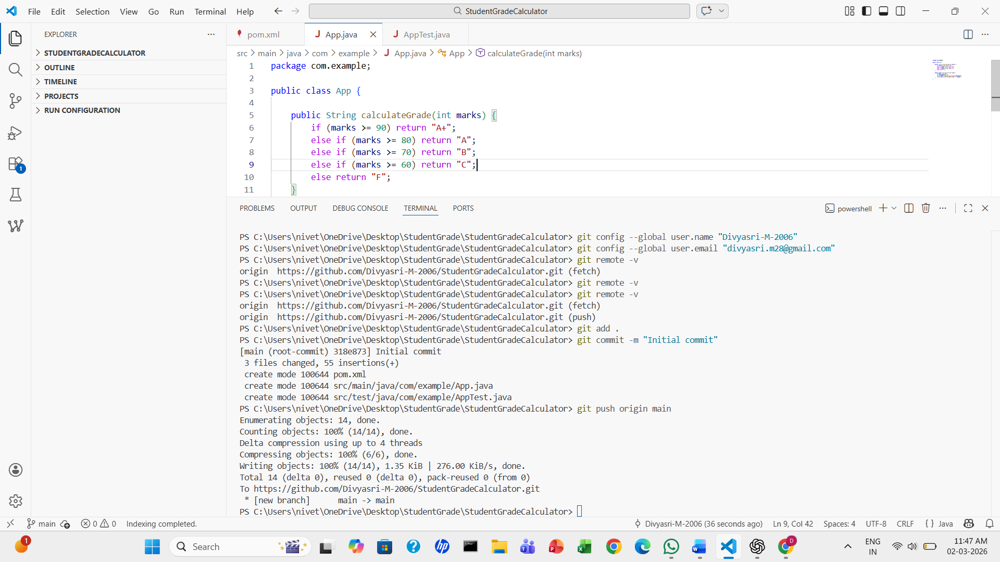 File Edit Selection View Go Run Terminal Help
StudentGradeCalculator
EXPLORER
STUDENTGRADECALCULATOR
OUTLINE
TIMELINE
PROJECTS
RUN CONFIGURATION
1
pom.xml
App.java
AppTest.java
src > main > java > com > example > App.java > App > calculateGrade(int marks)
1 package com.example;
2
3 public class App {
4
5 public String calculateGrade(int marks) {
6 if (marks >= 90) return "A+";
7 else if (marks >= 80) return "A";
8 else if (marks >= 70) return "B";
9 else if (marks >= 60) return "C";
10 else return "F";
11 }
PROBLEMS OUTPUT DEBUG CONSOLE TERMINAL PORTS
powershell
PS C:\Users\nivet\OneDrive\Desktop\StudentGrade\StudentGradeCalculator> git config --global user.name "Divyasri-M-2006"
PS C:\Users\nivet\OneDrive\Desktop\StudentGrade\StudentGradeCalculator> git config --global user.email "divyasri.m28@gmail.com"
PS C:\Users\nivet\OneDrive\Desktop\StudentGrade\StudentGradeCalculator> git remote -v
origin https://github.com/Divyasri-M-2006/StudentGradeCalculator.git (fetch)
PS C:\Users\nivet\OneDrive\Desktop\StudentGrade\StudentGradeCalculator> git remote -v
PS C:\Users\nivet\OneDrive\Desktop\StudentGrade\StudentGradeCalculator> git remote -v
origin https://github.com/Divyasri-M-2006/StudentGradeCalculator.git (fetch)
origin https://github.com/Divyasri-M-2006/StudentGradeCalculator.git (push)
PS C:\Users\nivet\OneDrive\Desktop\StudentGrade\StudentGradeCalculator> git add .
PS C:\Users\nivet\OneDrive\Desktop\StudentGrade\StudentGradeCalculator> git commit -m "Initial commit"
[main (root-commit) 318e873] Initial commit
3 files changed, 55 insertions(+)
create mode 100644 pom.xml
create mode 100644 src/main/java/com/example/App.java
create mode 100644 src/test/java/com/example/AppTest.java
PS C:\Users\nivet\OneDrive\Desktop\StudentGrade\StudentGradeCalculator> git push origin main
Enumerating objects: 14, done.
Counting objects: 100% (14/14), done.
Delta compression using up to 4 threads
Compressing objects: 100% (6/6), done.
Writing objects: 100% (14/14), 1.35 KiB | 276.00 KiB/s, done.
Total 14 (delta 0), reused 0 (delta 0), pack-reused 0 (from 0)
To https://github.com/Divyasri-M-2006/StudentGradeCalculator.git
* [new branch] main -> main
PS C:\Users\nivet\OneDrive\Desktop\StudentGrade\StudentGradeCalculator>
main 0 0 Indexing completed. Divyasri-M-2006 (36 seconds ago) Ln 9, Col 42 Spaces: 4 UTF-8 CRLF { } Java
1
Search
ENG
IN
11:47 AM
02-03-2026